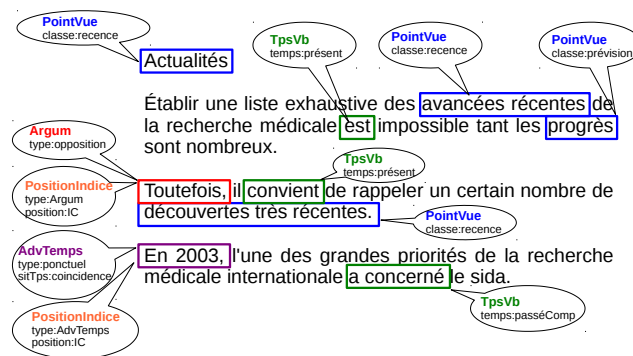 PointVue
classe:recence
TpsVb
temps:présent
PointVue
classe:recence
PointVue
classe:prévision
Actualités
Établir une liste exhaustive des avancées récentes de
la recherche médicale est impossible tant les progrès
sont nombreux.
Argum
type:opposition
TpsVb
temps:présent
PositionIndice
type:Argum
position:IC
Toutefois, il convient de rappeler un certain nombre de
découvertes très récentes.
PointVue
classe:recence
AdvTemps
type:ponctuel
sitTps:coincidence
En 2003, l'une des grandes priorités de la recherche
médicale internationale a concerné le sida.
PositionIndice
type:AdvTemps
position:IC
TpsVb
temps:passéComp